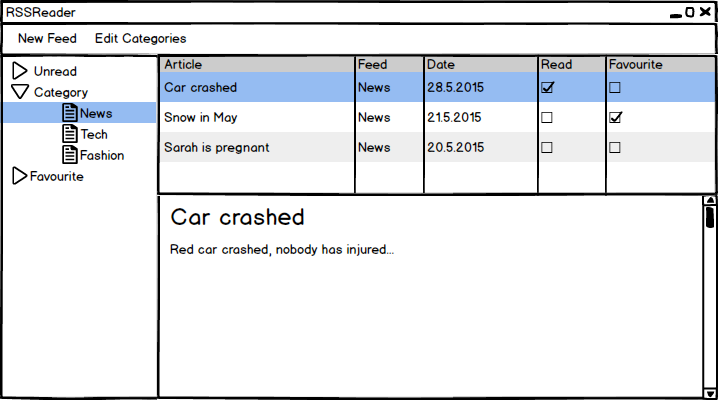 RSSReader
New Feed Edit Categories
Unread
Category
News
Tech
Fashion
Favourite
Article Feed Date Read Favourite
Car crashed News 28.5.2015
Snow in May News 21.5.2015
Sarah is pregnant News 20.5.2015
Car crashed
Red car crashed, nobody has injured...